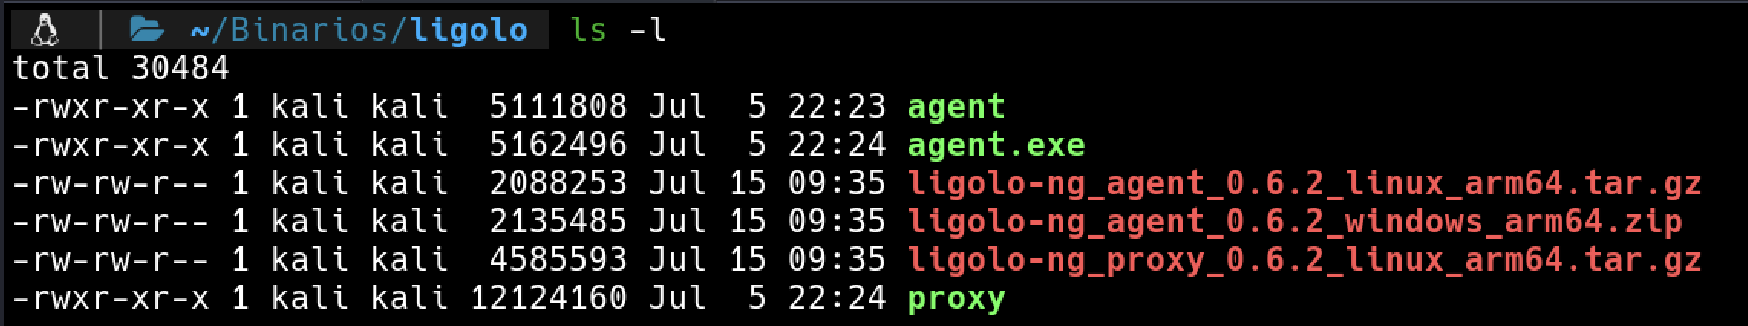 ~/Binarios/ligolo ls -l
total 30484
-rwxr-xr-x 1 kali kali  5111808 Jul  5 22:23 agent
-rwxr-xr-x 1 kali kali  5162496 Jul  5 22:24 agent.exe
-rw-rw-r-- 1 kali kali  2088253 Jul 15 09:35 ligolo-ng_agent_0.6.2_linux_arm64.tar.gz
-rw-rw-r-- 1 kali kali  2135485 Jul 15 09:35 ligolo-ng_agent_0.6.2_windows_arm64.zip
-rw-rw-r-- 1 kali kali  4585593 Jul 15 09:35 ligolo-ng_proxy_0.6.2_linux_arm64.tar.gz
-rwxr-xr-x 1 kali kali 12124160 Jul  5 22:24 proxy